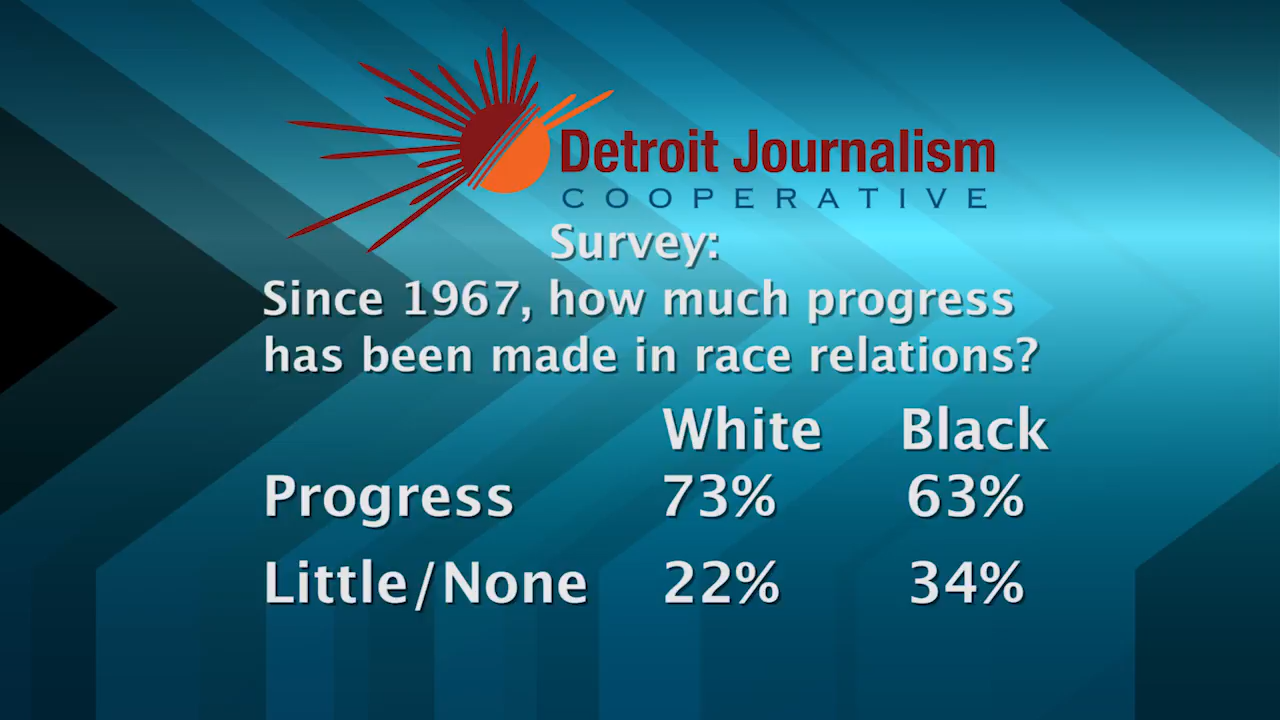 Detroit Journalism
COOPERATIVE
Survey:
Since 1967, how much progress
has been made in race relations?
White Black
Progress 73% 63%
Little/None 22% 34%